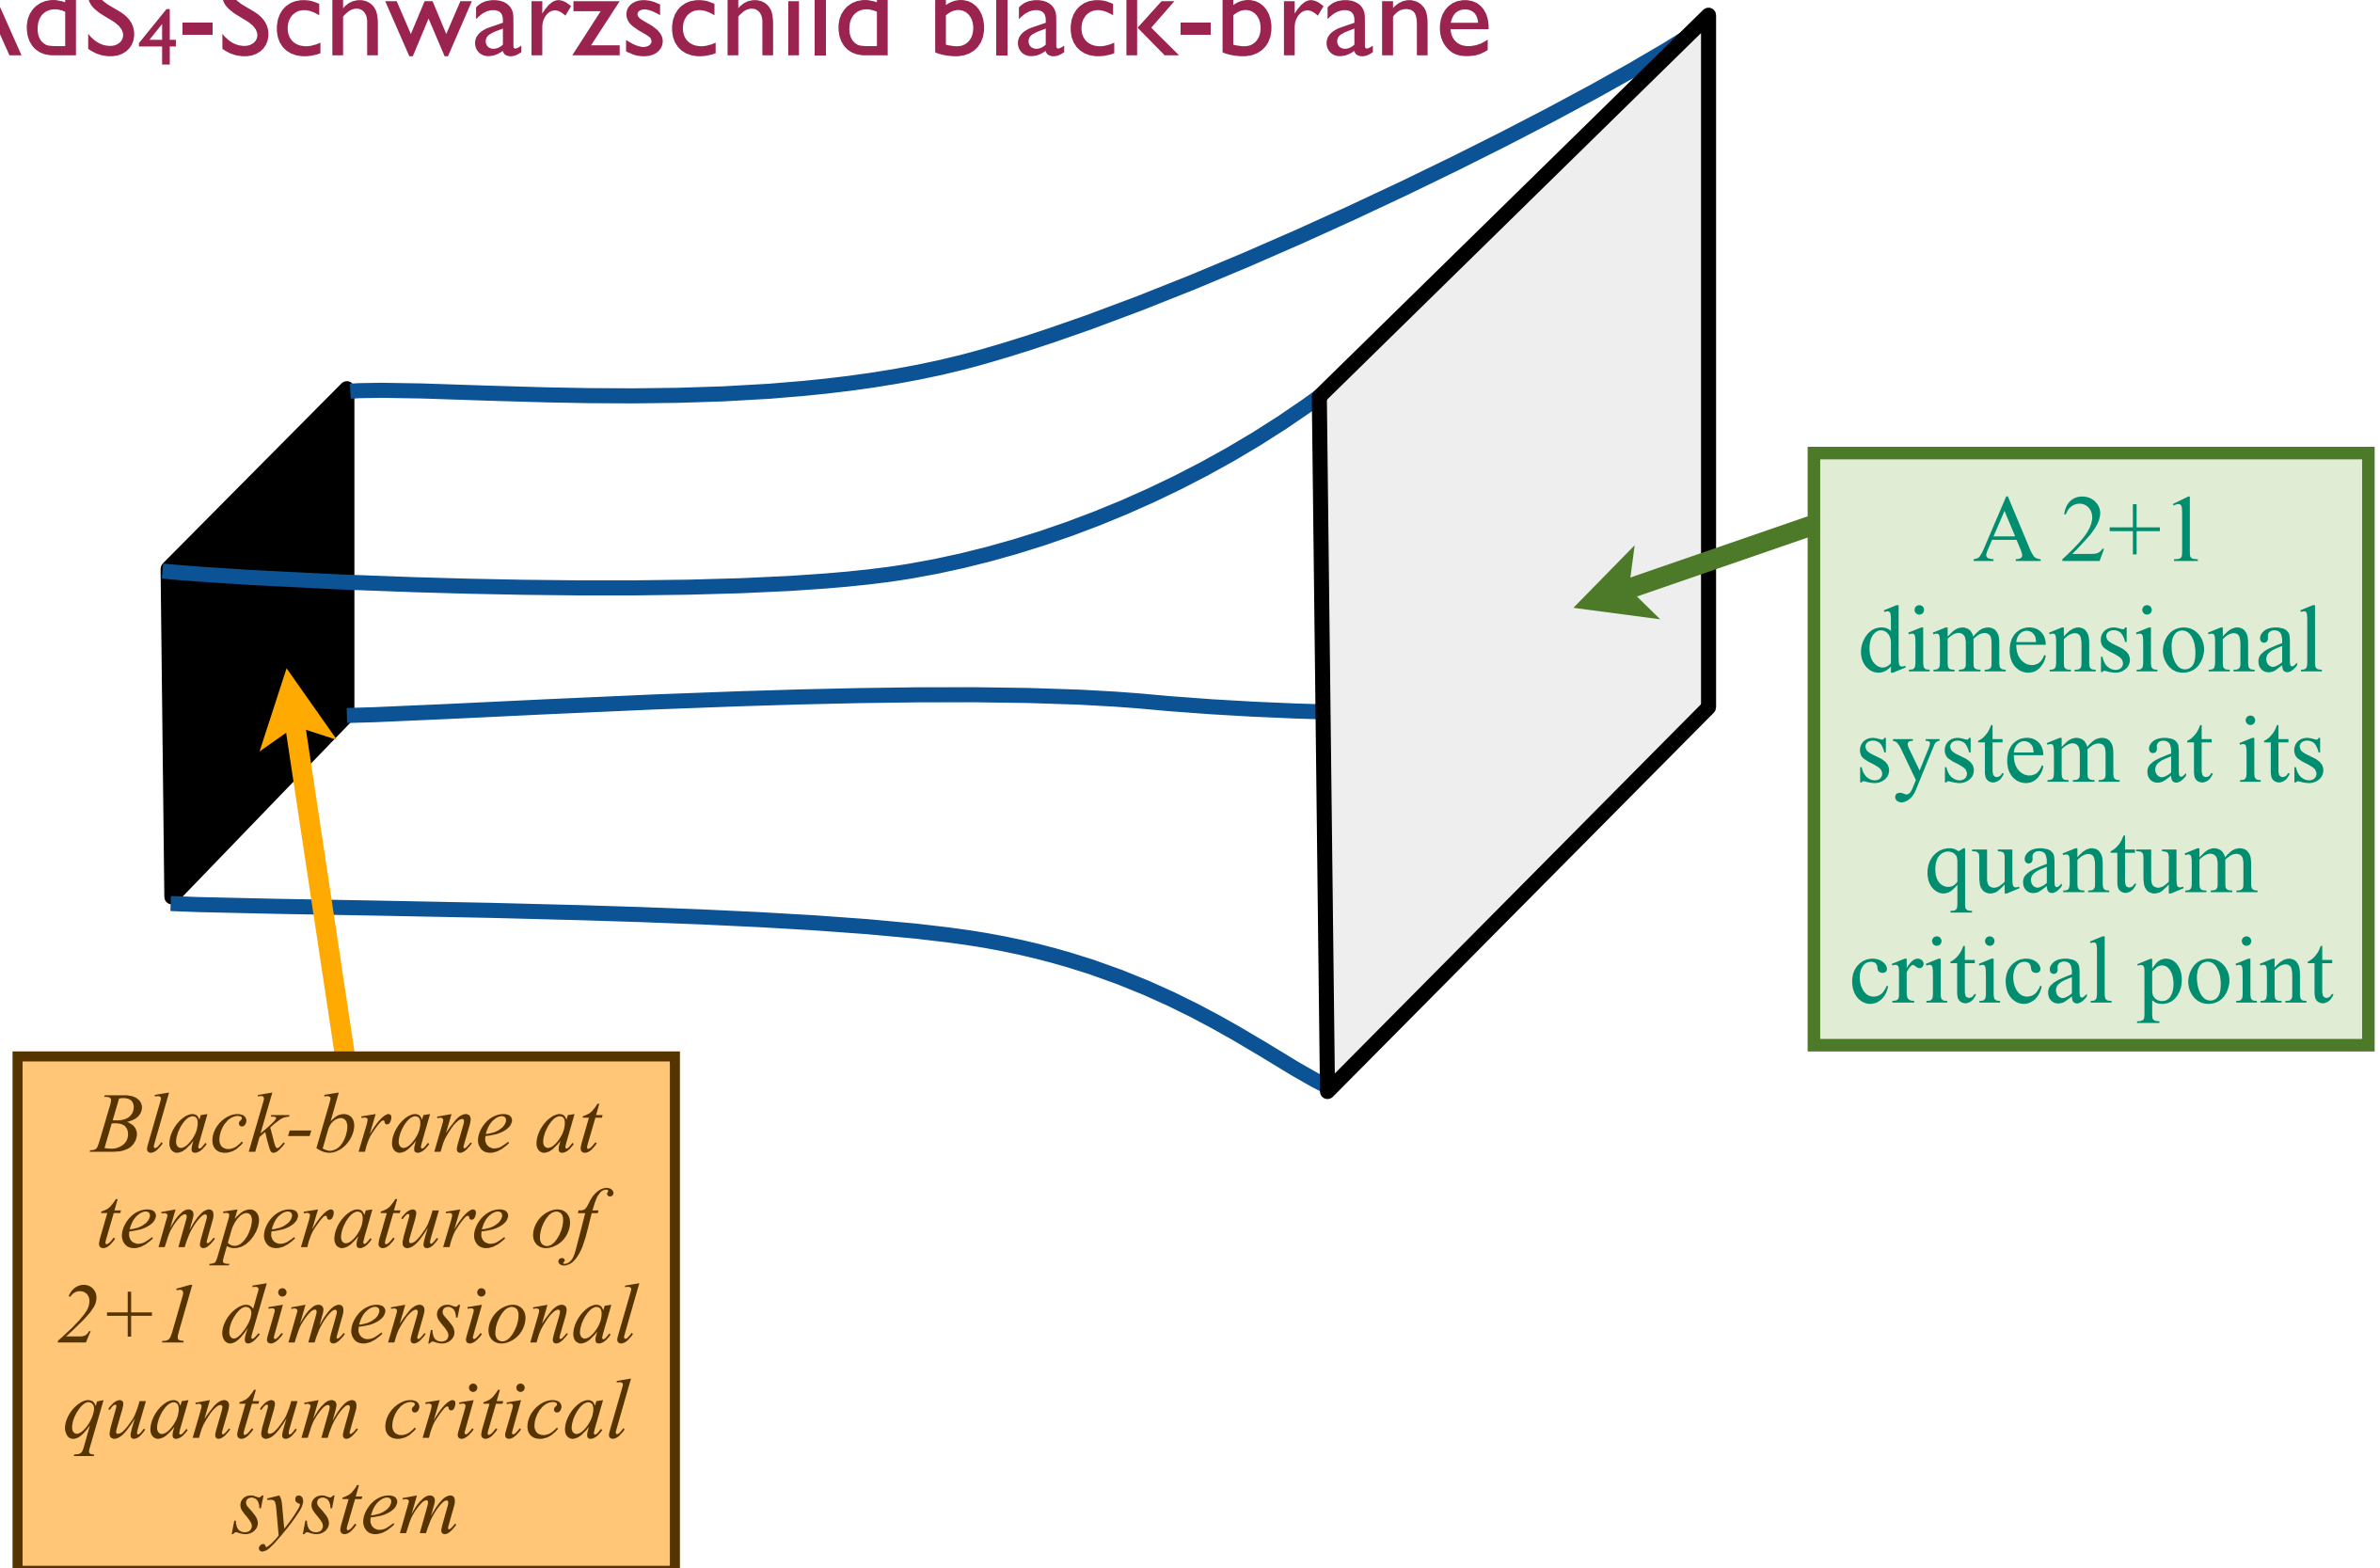 AdS4-Schwarzschild black-brane
A 2+1
dimensional
system at its
quantum
critical point
Black-brane at
temperature of
2+1 dimensional
quantum critical
system